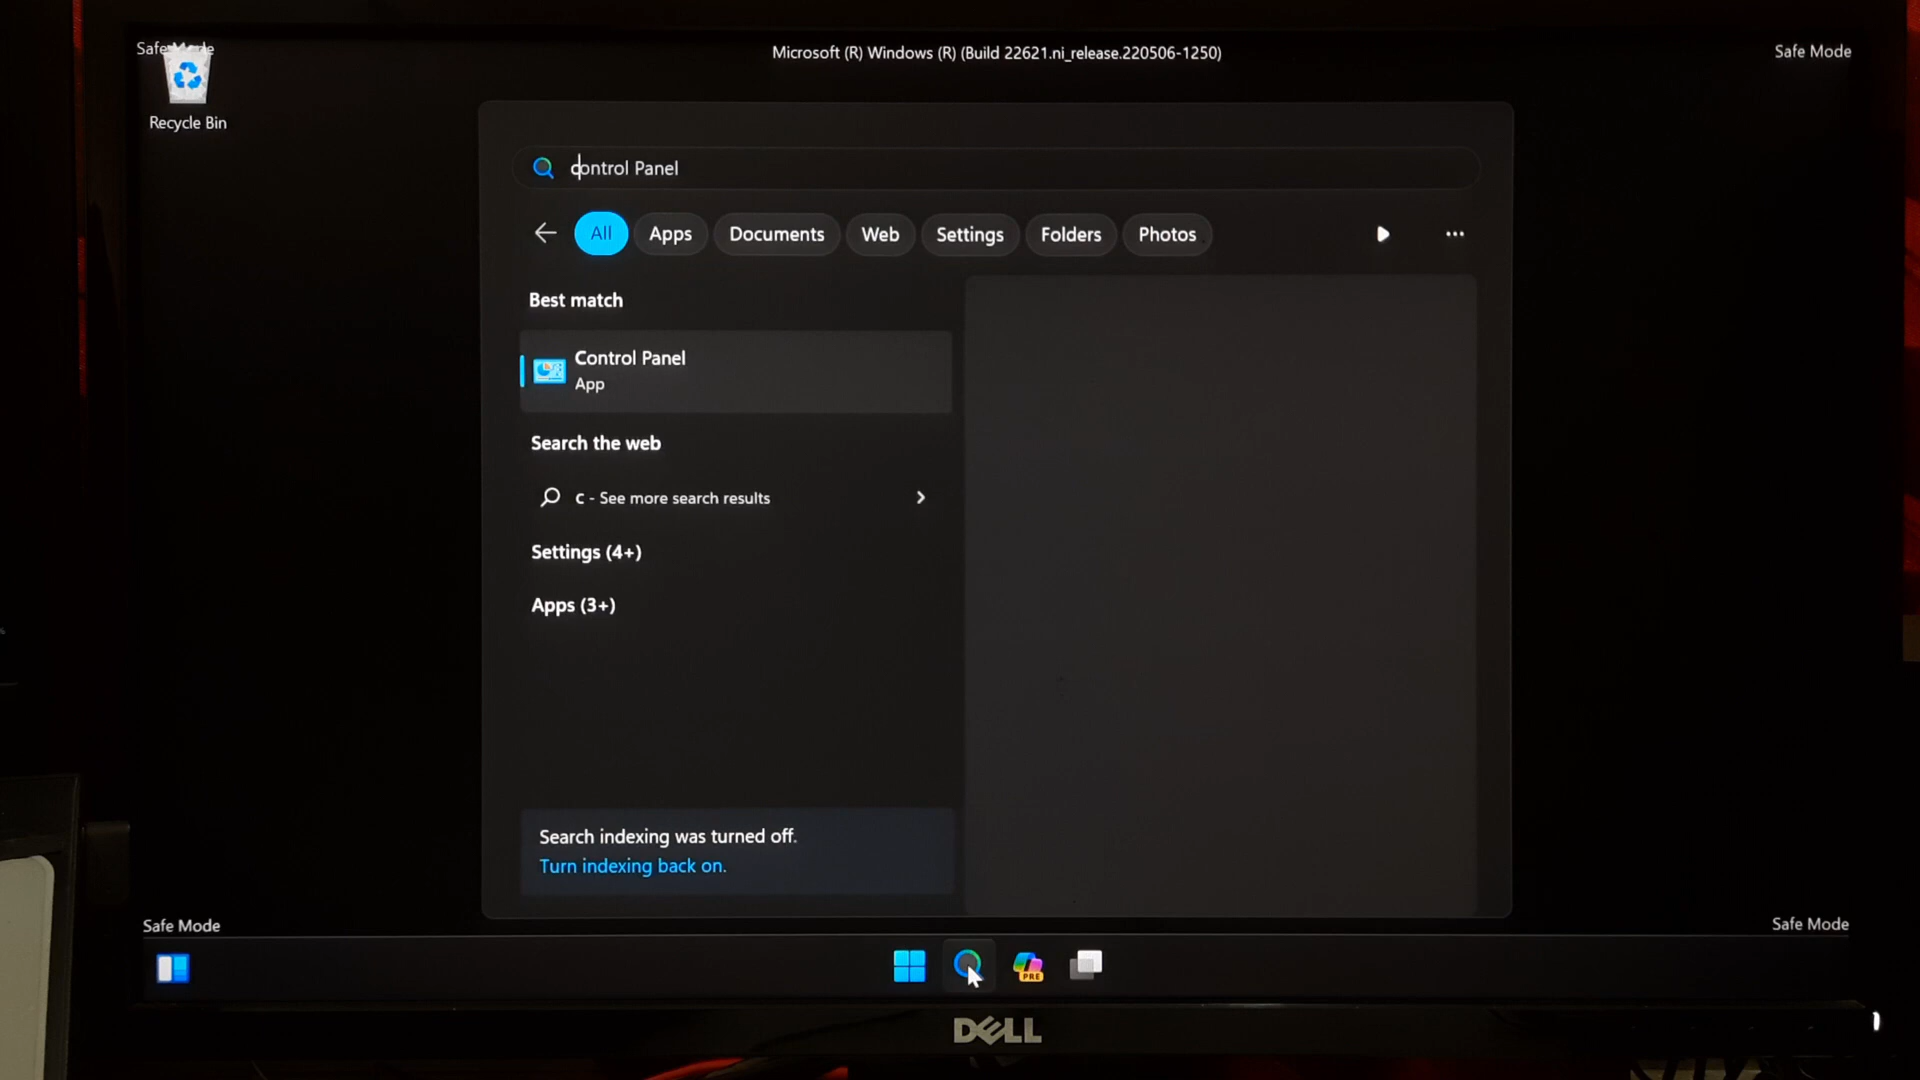 Safe Mode
Microsoft (R) Windows (R) (Build 22621.ni_release.220506-1250)
Safe Mode
Recycle Bin
control Panel
All
Apps
Documents
Web
Settings
Folders
Photos
Best match
Control Panel
App
Search the web
c - See more search results
Settings (4+)
Apps (3+)
Search indexing was turned off.
Turn indexing back on.
Safe Mode
Safe Mode
PRE
DELL